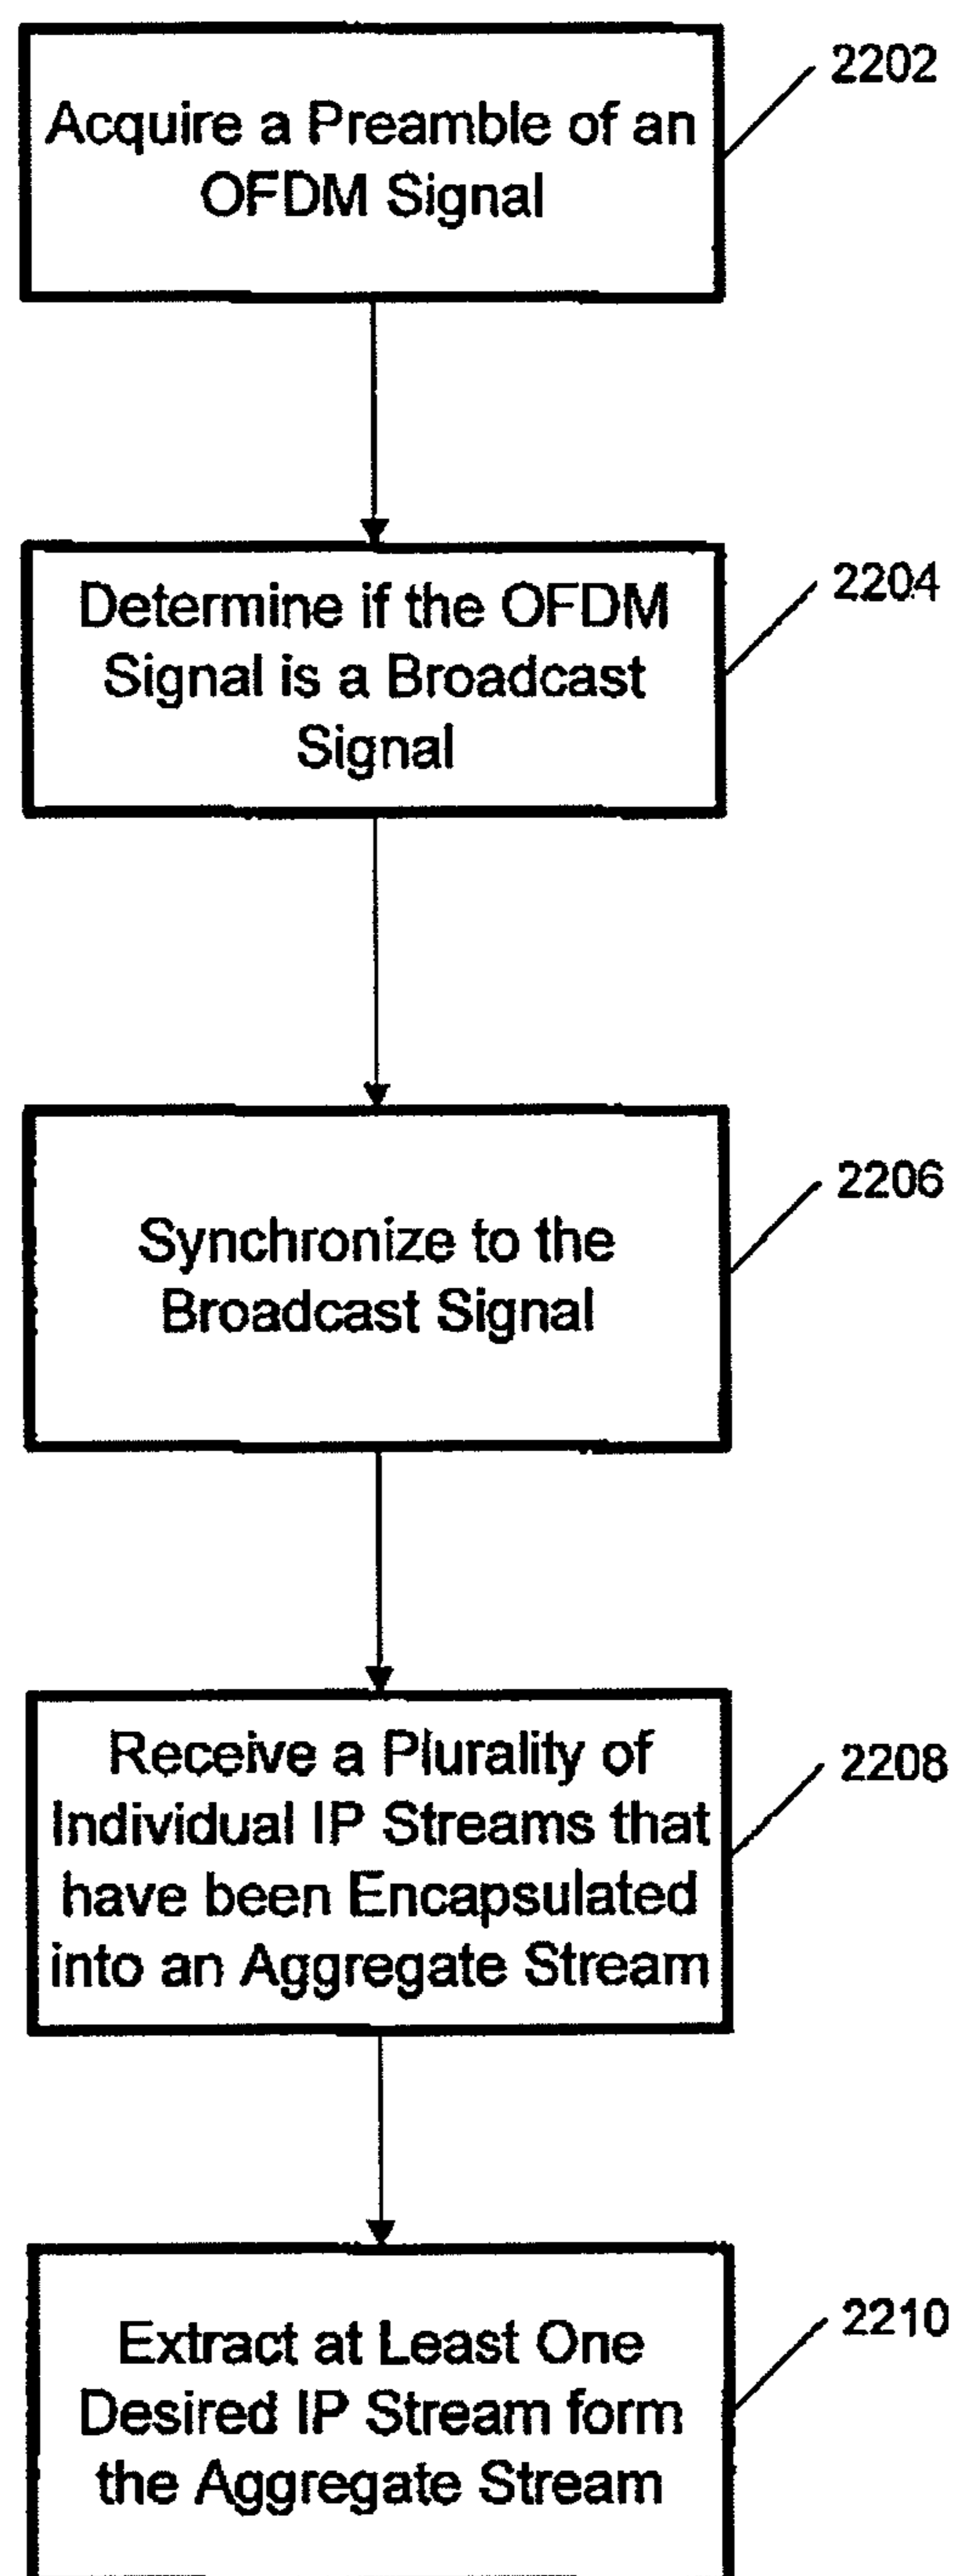 Acquire a Preamble of an
OFDM Signal
2202
Determine if the OFDM
Signal is a Broadcast
Signal
2204
Synchronize to the
Broadcast Signal
2206
Receive a Plurality of
Individual IP Streams that
have been Encapsulated
into an Aggregate Stream
2208
Extract at Least One
Desired IP Stream form
the Aggregate Stream
2210